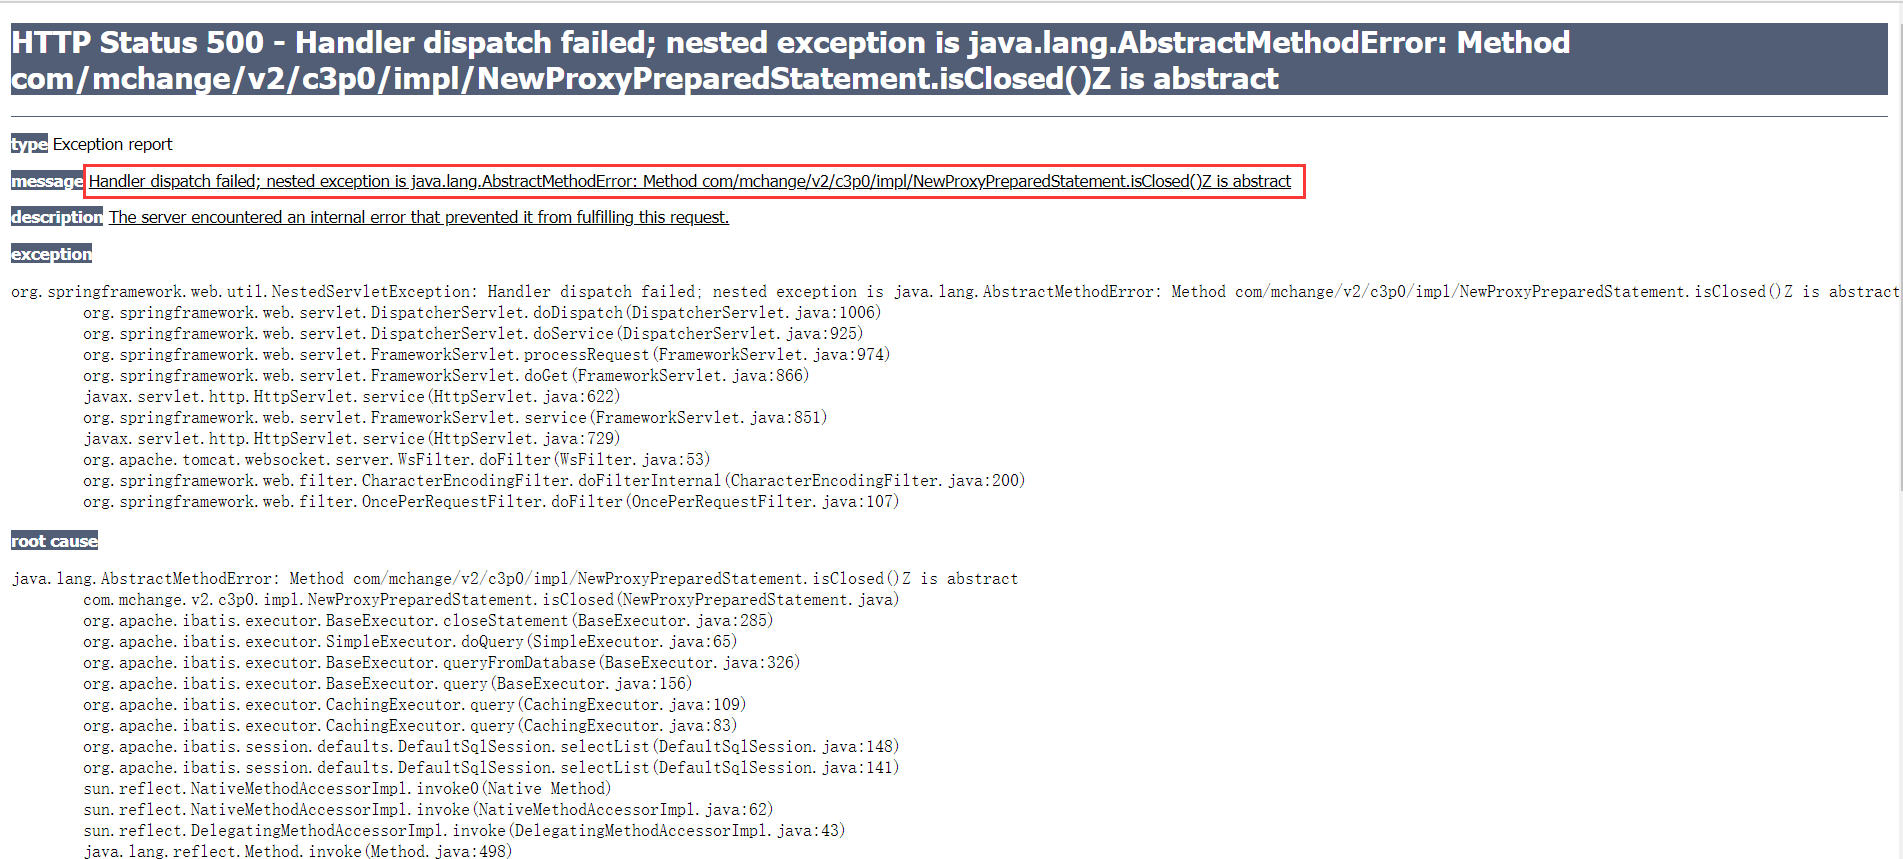 HTTP Status 500 - Handler dispatch failed; nested exception is java.lang.AbstractMethodError: Method
com/mchange/v2/c3p0/impl/NewProxyPreparedStatement.isClosed()Z is abstract
type Exception report
message Handler dispatch failed; nested exception is java.lang.AbstractMethodError: Method com/mchange/v2/c3p0/impl/NewProxyPreparedStatement.isClosed()Z is abstract
description The server encountered an internal error that prevented it from fulfilling this request.
exception
org.springframework.web.util.NestedServletException: Handler dispatch failed; nested exception is java.lang.AbstractMethodError: Method com/mchange/v2/c3p0/impl/NewProxyPreparedStatement.isClosed()Z is abstract
org.springframework.web.servlet.DispatcherServlet.doDispatch(DispatcherServlet.java:1006)
org.springframework.web.servlet.DispatcherServlet.doService(DispatcherServlet.java:925)
org.springframework.web.servlet.FrameworkServlet.processRequest(FrameworkServlet.java:974)
org.springframework.web.servlet.FrameworkServlet.doGet(FrameworkServlet.java:866)
javax.servlet.http.HttpServlet.service(HttpServlet.java:622)
org.springframework.web.servlet.FrameworkServlet.service(FrameworkServlet.java:851)
javax.servlet.http.HttpServlet.service(HttpServlet.java:729)
org.apache.tomcat.websocket.server.WsFilter.doFilter(WsFilter.java:53)
org.springframework.web.filter.CharacterEncodingFilter.doFilterInternal(CharacterEncodingFilter.java:200)
org.springframework.web.filter.OncePerRequestFilter.doFilter(OncePerRequestFilter.java:107)
root cause
java.lang.AbstractMethodError: Method com/mchange/v2/c3p0/impl/NewProxyPreparedStatement.isClosed()Z is abstract
com.mchange.v2.c3p0.impl.NewProxyPreparedStatement.isClosed(NewProxyPreparedStatement.java)
org.apache.ibatis.executor.BaseExecutor.closeStatement(BaseExecutor.java:285)
org.apache.ibatis.executor.SimpleExecutor.doQuery(SimpleExecutor.java:65)
org.apache.ibatis.executor.BaseExecutor.queryFromDatabase(BaseExecutor.java:326)
org.apache.ibatis.executor.BaseExecutor.query(BaseExecutor.java:156)
org.apache.ibatis.executor.CachingExecutor.query(CachingExecutor.java:109)
org.apache.ibatis.executor.CachingExecutor.query(CachingExecutor.java:83)
org.apache.ibatis.session.defaults.DefaultSqlSession.selectList(DefaultSqlSession.java:148)
org.apache.ibatis.session.defaults.DefaultSqlSession.selectList(DefaultSqlSession.java:141)
sun.reflect.NativeMethodAccessorImpl.invoke0(Native Method)
sun.reflect.NativeMethodAccessorImpl.invoke(NativeMethodAccessorImpl.java:62)
sun.reflect.DelegatingMethodAccessorImpl.invoke(DelegatingMethodAccessorImpl.java:43)
java.lang.reflect.Method.invoke(Method.java:498)